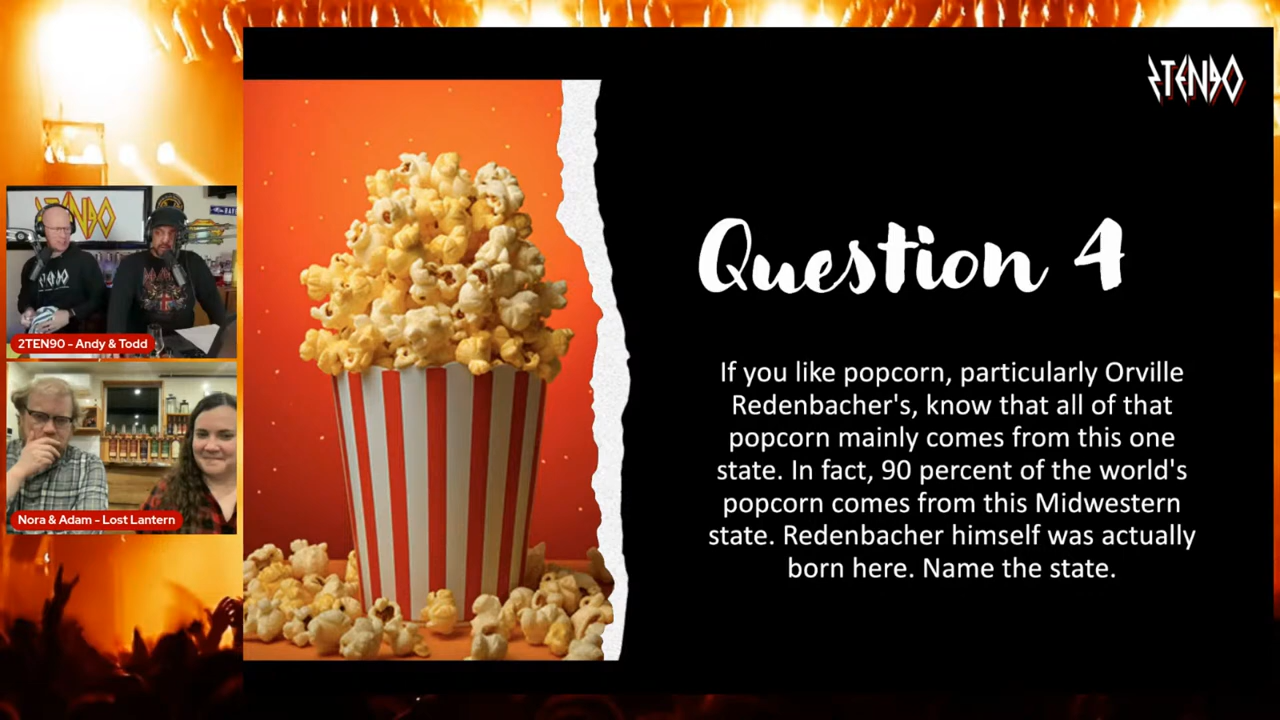 2TEN90
Question 4
If you like popcorn, particularly Orville
Redenbacher's, know that all of that
popcorn mainly comes from this one
state. In fact, 90 percent of the world's
popcorn comes from this Midwestern
state. Redenbacher himself was actually
born here. Name the state.
2TEN90
2TEN90 – Andy & Todd
Nora & Adam – Lost Lantern